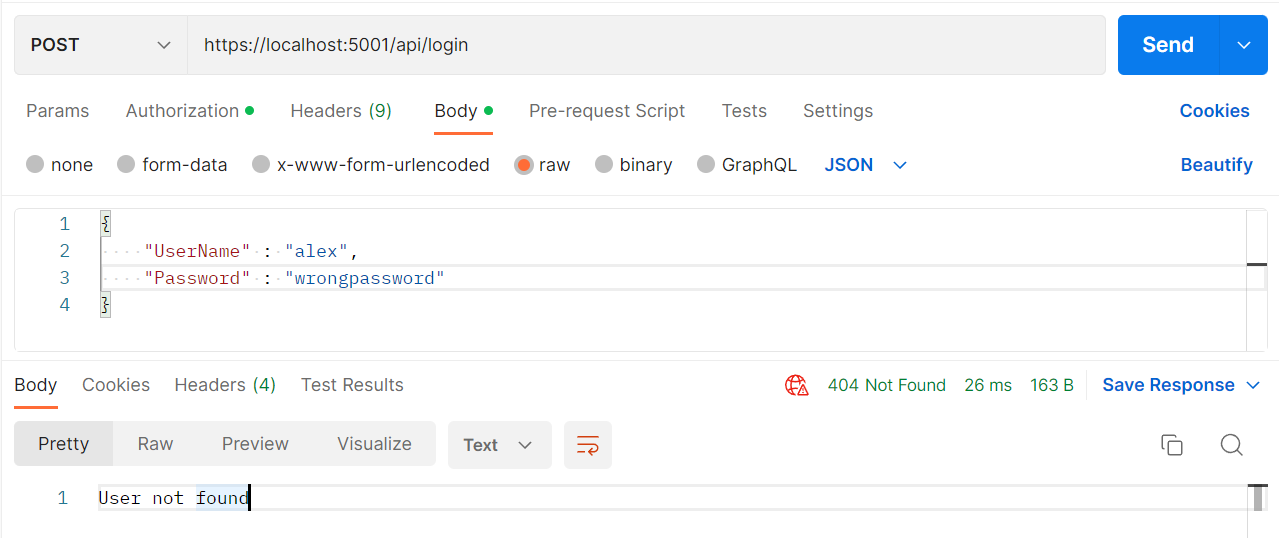 POST https://localhost:5001/api/login Send
Params Authorization Headers (9) Body Pre-request Script Tests Settings Cookies
none form-data x-www-form-urlencoded raw binary GraphQL JSON Beautify
1 {
2 "UserName" : "alex",
3 "Password" : "wrongpassword"
4 }
Body Cookies Headers (4) Test Results 404 Not Found 26 ms 163 B Save Response
Pretty Raw Preview Visualize Text
1 User not found